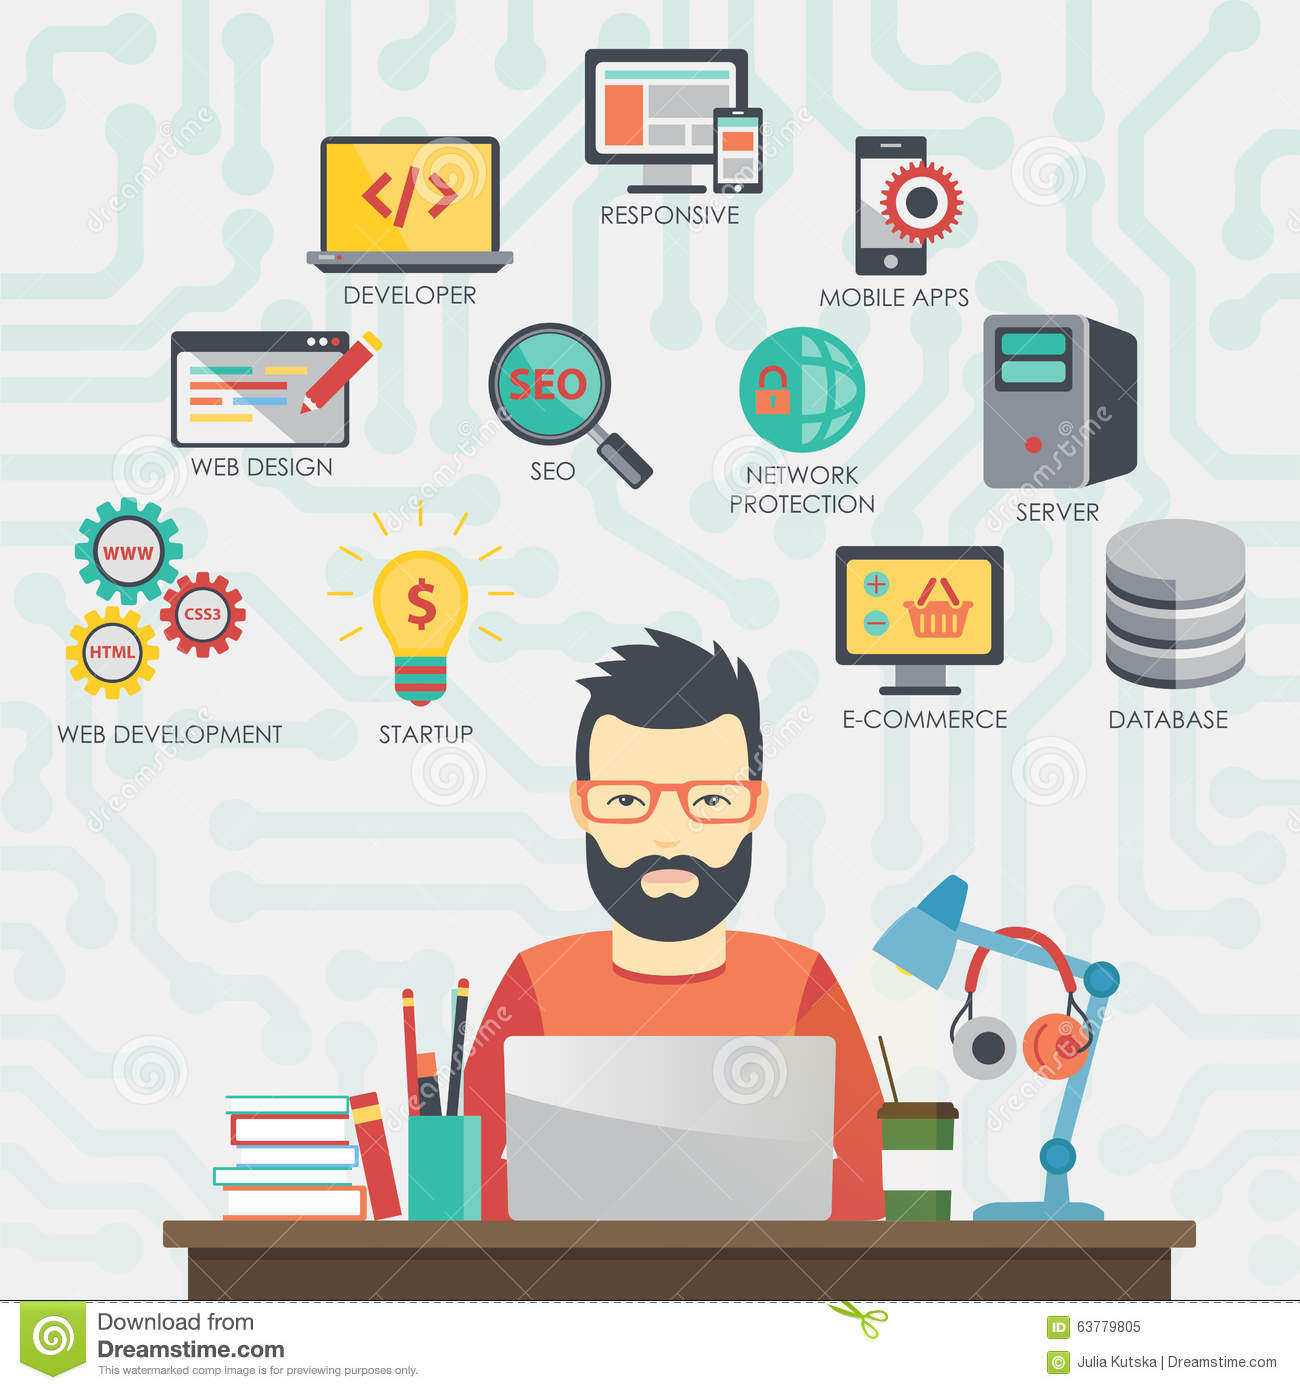 RESPONSIVE
</>
DEVELOPER
MOBILE APPS
WEB DESIGN
SEO
SEO
NETWORK
PROTECTION
SERVER
WWW
CSS3
HTML
WEB DEVELOPMENT
$
STARTUP
E-COMMERCE
DATABASE
Download from
Dreamstime.com
This watermarked comp image is for previewing purposes only.
ID 63779805
© Julia Kutska | Dreamstime.com
dreamstime